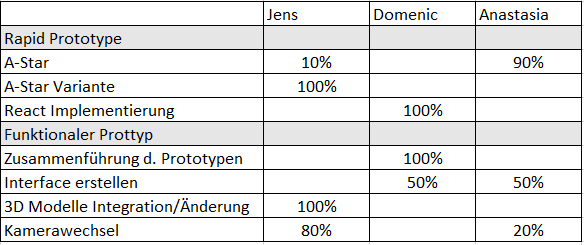 Jens Domenic Anastasia
Rapid Prototype
A-Star 10% 90%
A-Star Variante 100%
React Implementierung 100%
Funktionaler Prottyp
Zusammenführung d. Prototypen 100%
Interface erstellen 50% 50%
3D Modelle Integration/Änderung 100%
Kamerawechsel 80% 20%